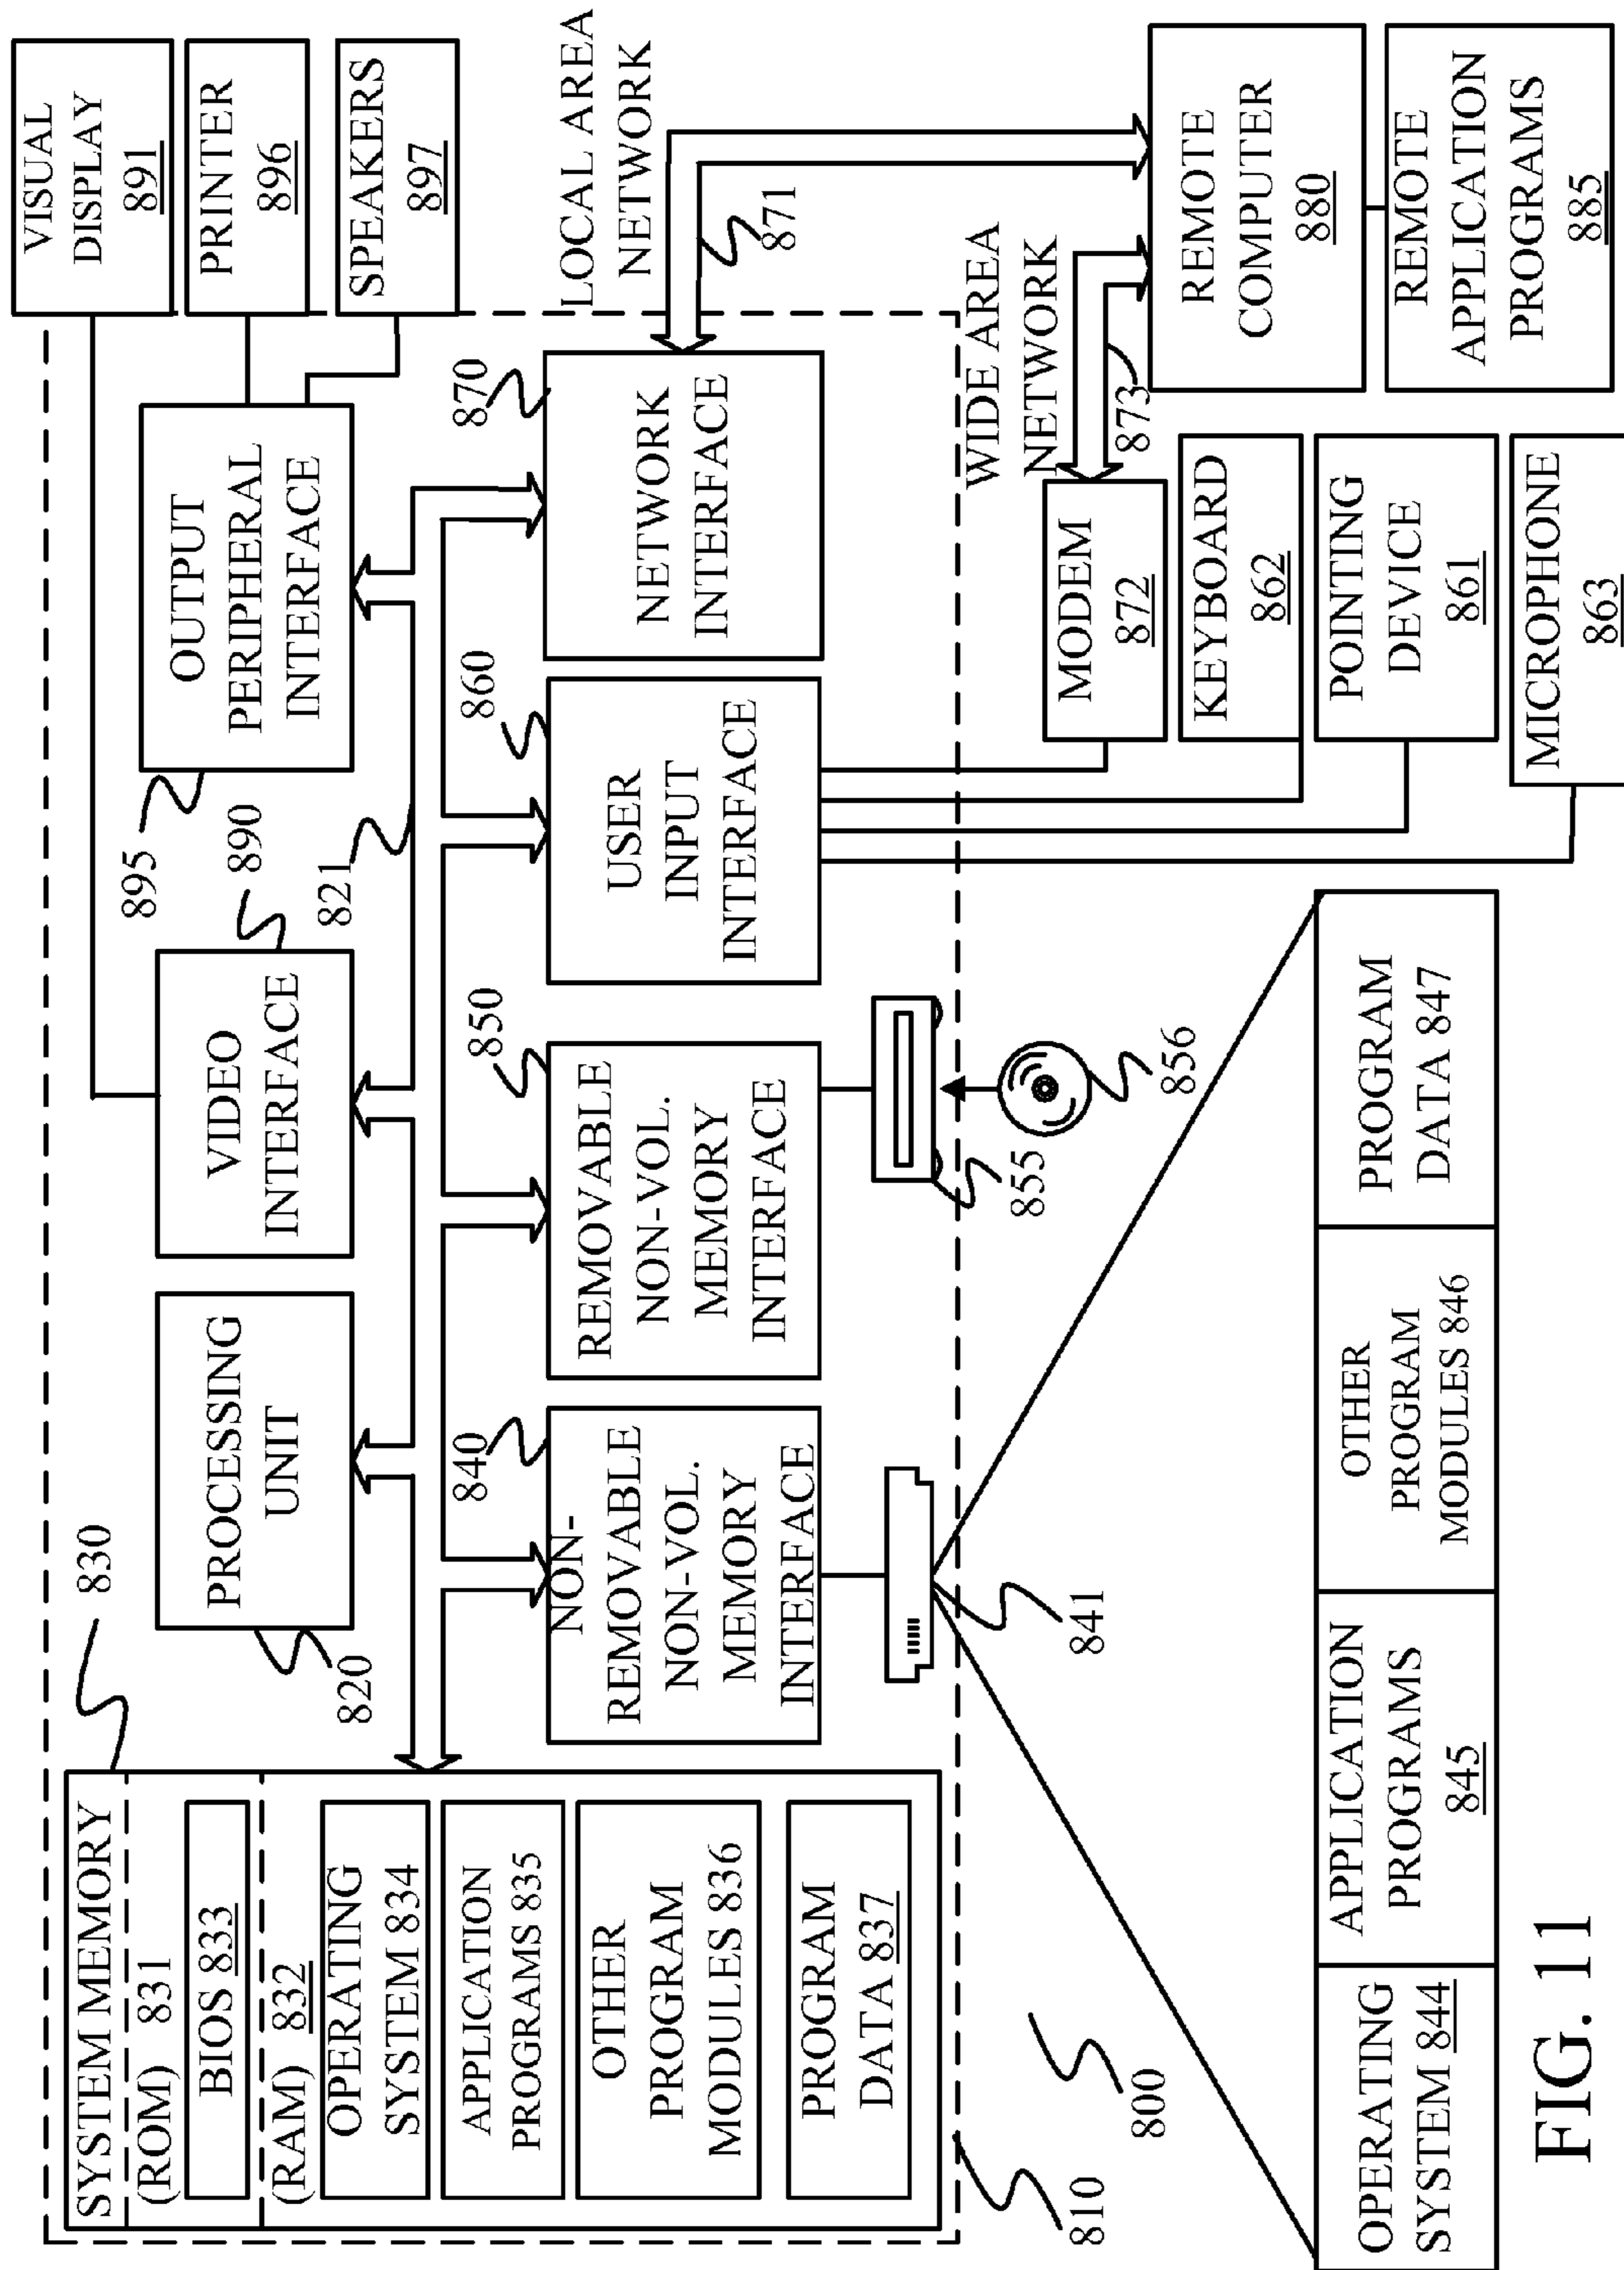 SYSTEM MEMORY
(ROM) 831
BIOS 833
(RAM) 832
OPERATING
SYSTEM 834
APPLICATION
PROGRAMS 835
OTHER
PROGRAM
MODULES 836
PROGRAM
DATA 837
830
PROCESSING
UNIT
820
VIDEO
INTERFACE
890
821
OUTPUT
PERIPHERAL
INTERFACE
895
VISUAL
DISPLAY
891
PRINTER
896
SPEAKERS
897
NON-
REMOVABLE
NON-VOL.
MEMORY
INTERFACE
840
REMOVABLE
NON-VOL.
MEMORY
INTERFACE
850
USER
INPUT
INTERFACE
860
NETWORK
INTERFACE
870
LOCAL AREA
NETWORK
871
WIDE AREA
NETWORK
873
MODEM
872
KEYBOARD
862
POINTING
DEVICE
861
MICROPHONE
863
REMOTE
COMPUTER
880
REMOTE
APPLICATION
PROGRAMS
885
810
800
841
855
856
OPERATING
SYSTEM 844
APPLICATION
PROGRAMS
845
OTHER
PROGRAM
MODULES 846
PROGRAM
DATA 847
FIG. 11